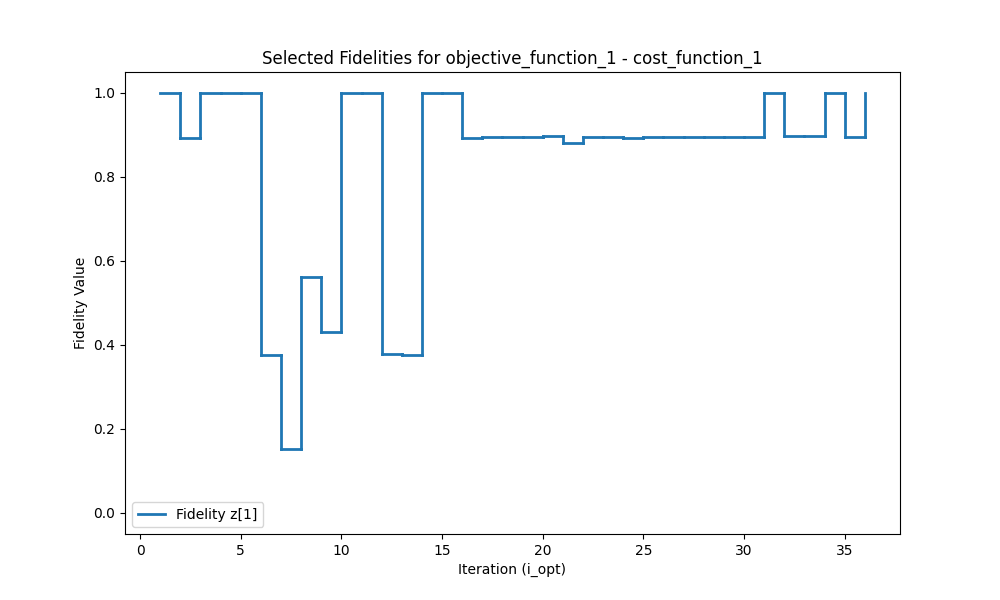 Selected Fidelities for objective_function_1 - cost_function_1
Fidelity Value
1.0
0.8
0.6
0.4
0.2
0.0
Fidelity z[1]
0 5 10 15 20 25 30 35
Iteration (i_opt)